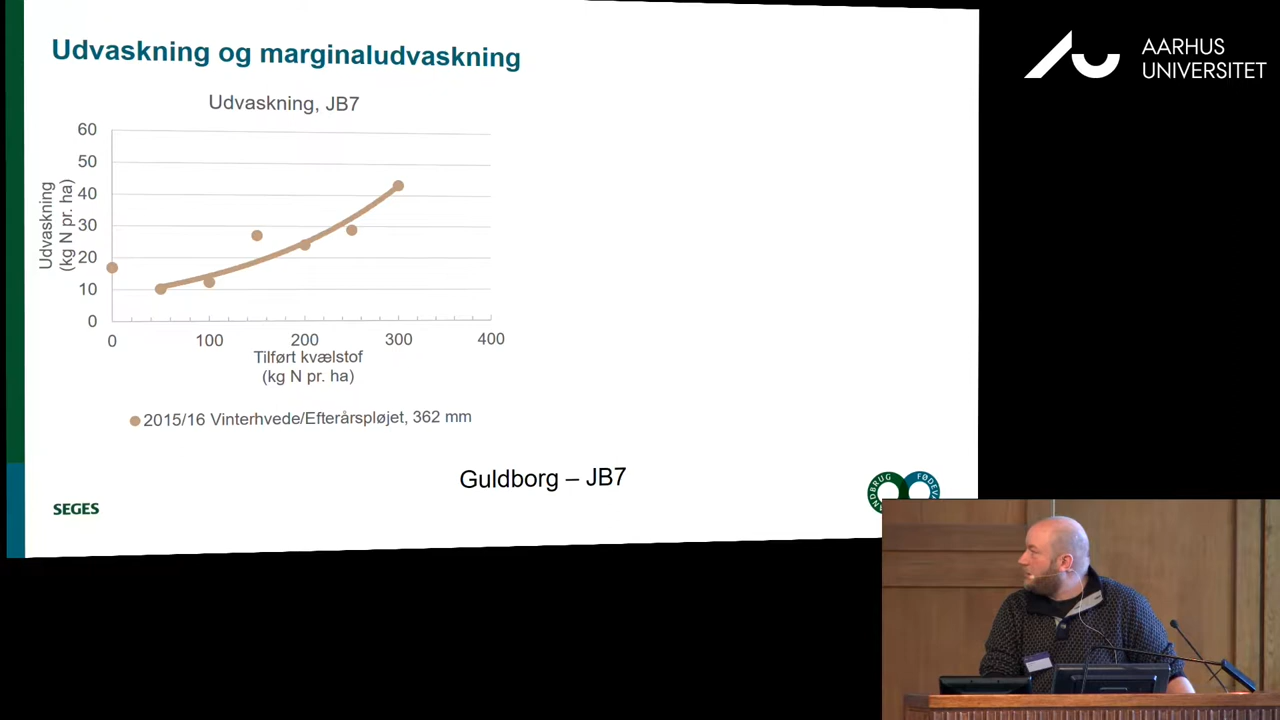 Udvaskning og marginaludvaskning
Udvaskning, JB7
60
50
40
30
20
10
0
Udvaskning
(kg N pr. ha)
0 100 200 300 400
Tilført kvælstof
(kg N pr. ha)
2015/16 Vinterhvede/Efterårspløjet, 362 mm
Guldborg – JB7
SEGES
AARHUS
UNIVERSITET